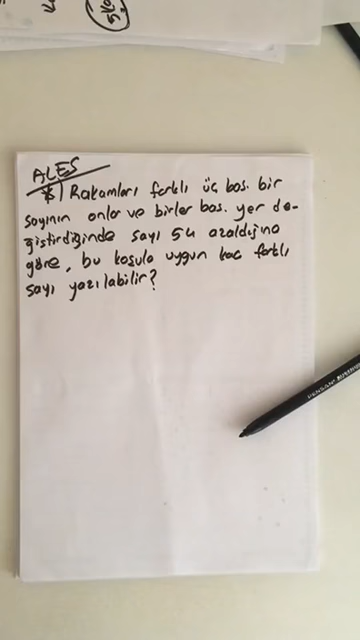 ALES
*) Rakamları farklı üç bas. bir
sayının onlar ve birler bas. yer de-
ğiştirdiğinde sayı 54 azaldığına
göre, bu koşula uygun kaç farklı
sayı yazılabilir?